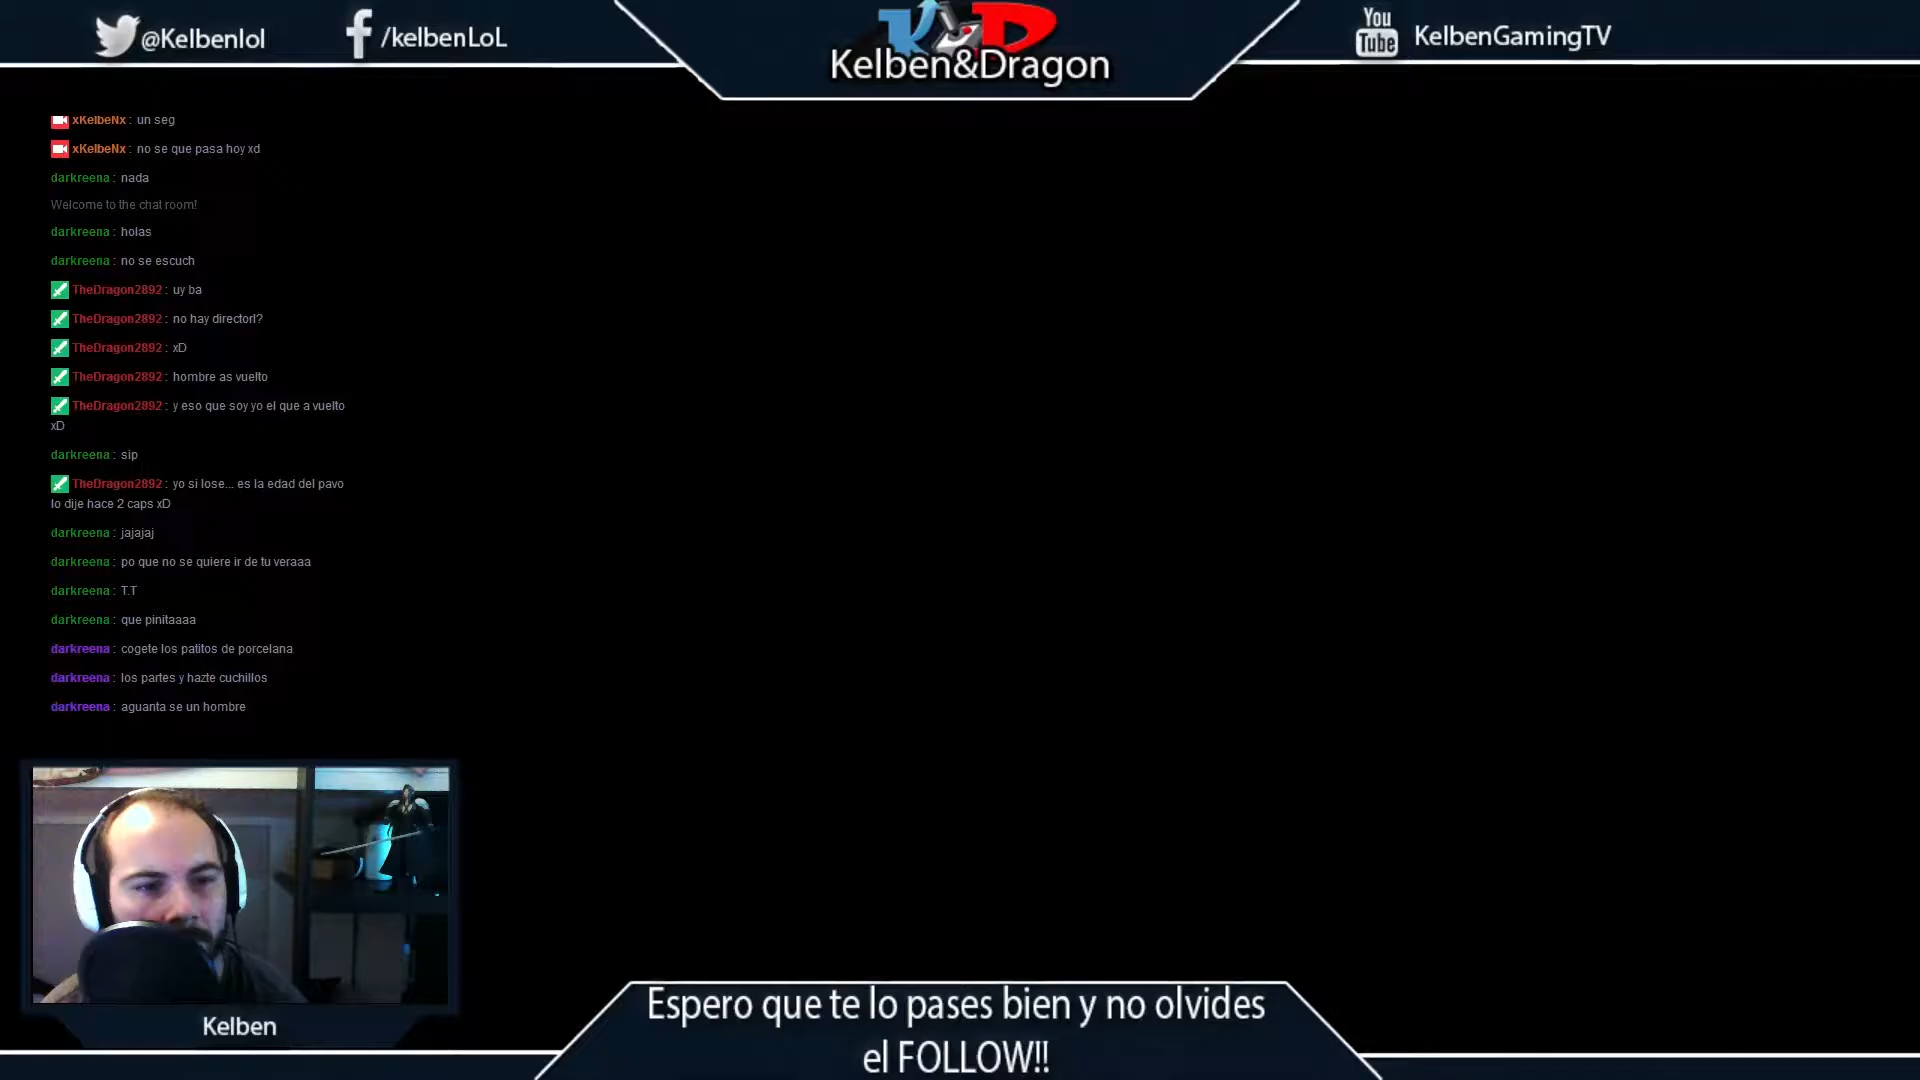 @Kelbenlol
/kelbenLoL
KD
Kelben&Dragon
You
Tube
KelbenGamingTV
xKelbeNx : un seg
xKelbeNx : no se que pasa hoy xd
darkreena : nada
Welcome to the chat room!
darkreena : holas
darkreena : no se escuch
TheDragon2892 : uy ba
TheDragon2892 : no hay directorl?
TheDragon2892 : xD
TheDragon2892 : hombre as vuelto
TheDragon2892 : y eso que soy yo el que a vuelto
xD
darkreena : sip
TheDragon2892 : yo si lose... es la edad del pavo
lo dije hace 2 caps xD
darkreena : jajajaj
darkreena : po que no se quiere ir de tu veraaa
darkreena : T.T
darkreena : que pinitaaaa
darkreena : cogete los patitos de porcelana
darkreena : los partes y hazte cuchillos
darkreena : aguanta se un hombre
Kelben
Espero que te lo pases bien y no olvides
el FOLLOW!!